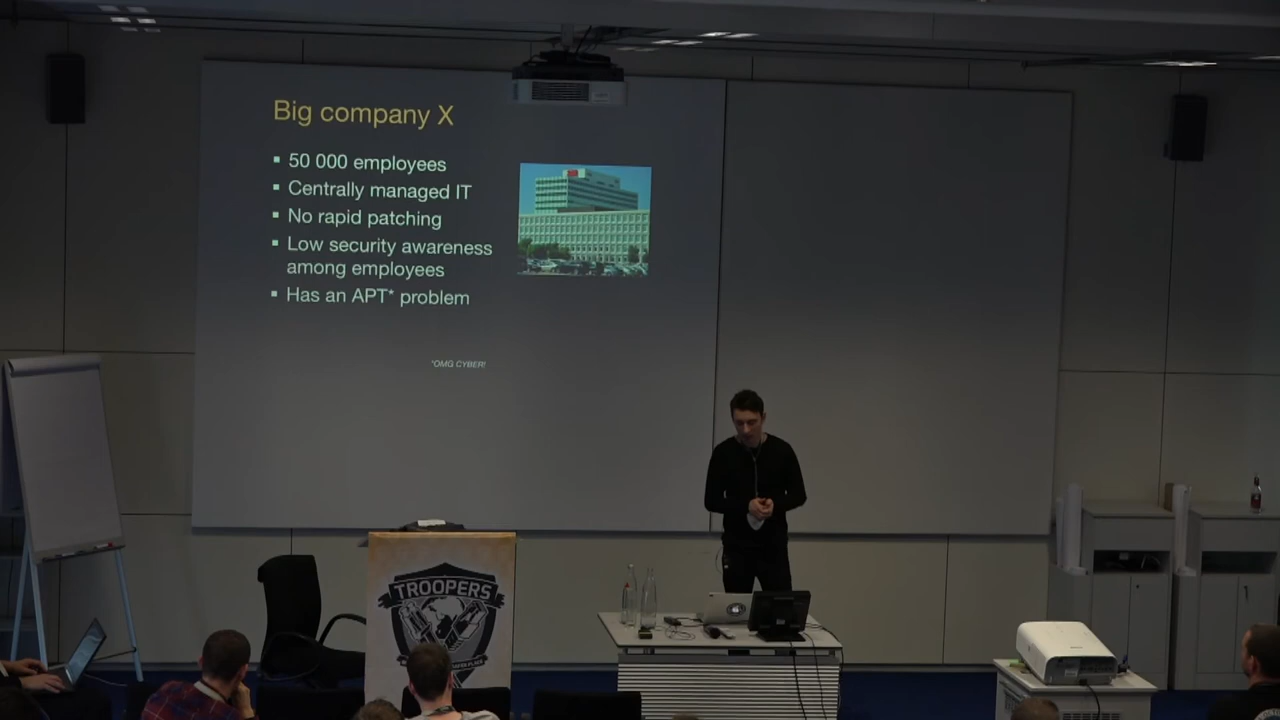 Big company X
▪ 50 000 employees
▪ Centrally managed IT
▪ No rapid patching
▪ Low security awareness
among employees
▪ Has an APT* problem
*OMG CYBER!
TROOPERS